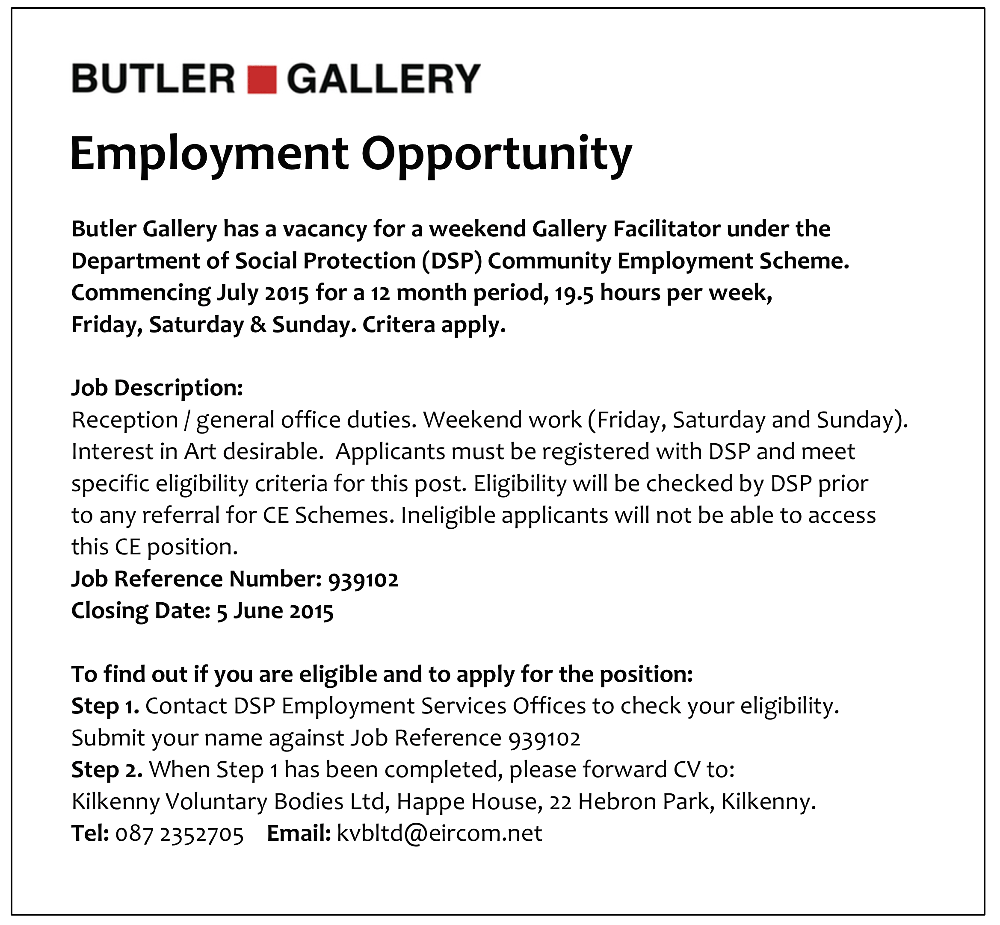 BUTLER GALLERY
Employment Opportunity
Butler Gallery has a vacancy for a weekend Gallery Facilitator under the
Department of Social Protection (DSP) Community Employment Scheme.
Commencing July 2015 for a 12 month period, 19.5 hours per week,
Friday, Saturday & Sunday. Critera apply.
Job Description:
Reception / general office duties. Weekend work (Friday, Saturday and Sunday).
Interest in Art desirable.  Applicants must be registered with DSP and meet
specific eligibility criteria for this post. Eligibility will be checked by DSP prior
to any referral for CE Schemes. Ineligible applicants will not be able to access
this CE position.
Job Reference Number: 939102
Closing Date: 5 June 2015
To find out if you are eligible and to apply for the position:
Step 1. Contact DSP Employment Services Offices to check your eligibility.
Submit your name against Job Reference 939102
Step 2. When Step 1 has been completed, please forward CV to:
Kilkenny Voluntary Bodies Ltd, Happe House, 22 Hebron Park, Kilkenny.
Tel: 087 2352705    Email: kvbltd@eircom.net